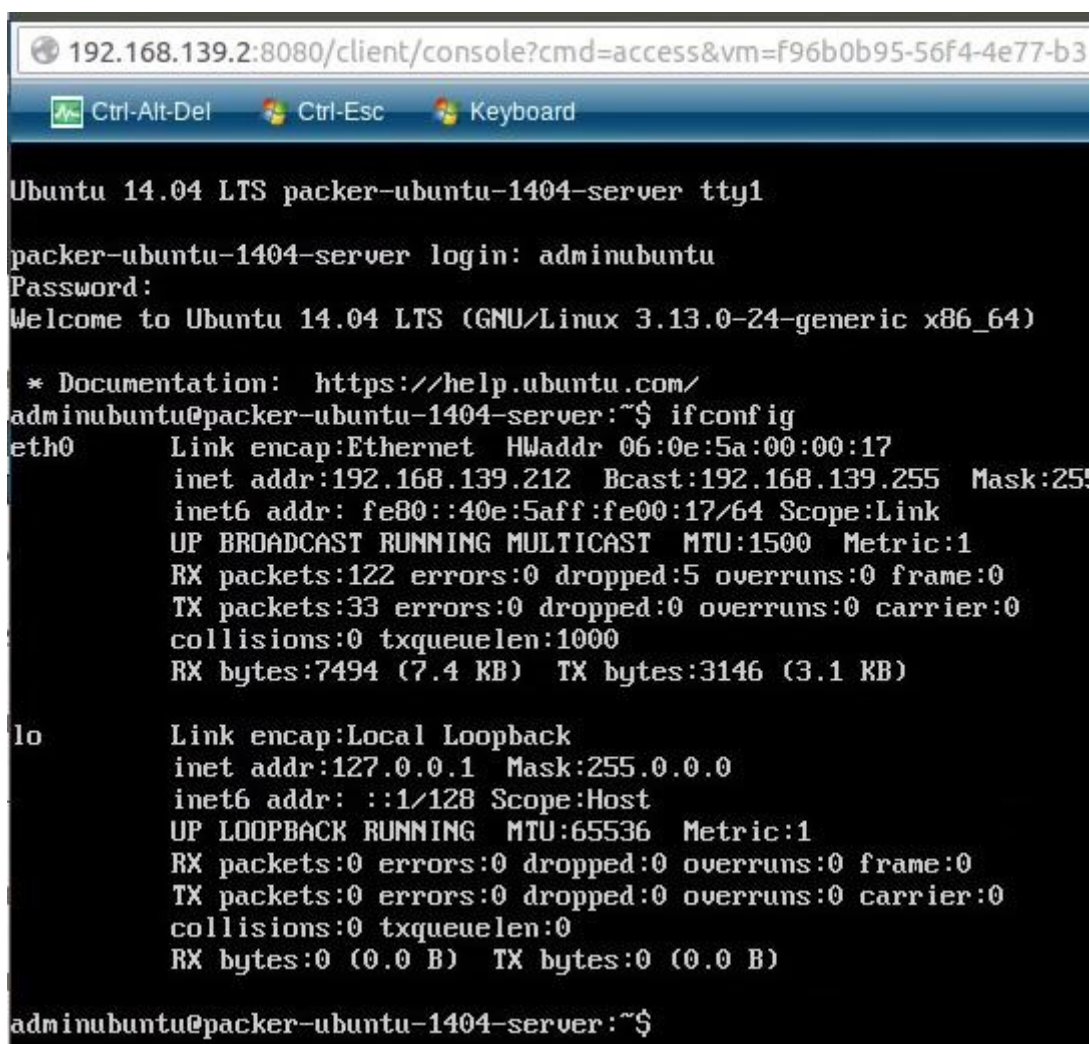 192.168.139.2:8080/client/console?cmd=access&vm=f96b0b95-56f4-4e77-b3
Ctrl-Alt-Del Ctrl-Esc Keyboard
Ubuntu 14.04 LTS packer-ubuntu-1404-server tty1
packer-ubuntu-1404-server login: adminubuntu
Password:
Welcome to Ubuntu 14.04 LTS (GNU/Linux 3.13.0-24-generic x86_64)
* Documentation:  https://help.ubuntu.com/
adminubuntu@packer-ubuntu-1404-server:~$ ifconfig
eth0      Link encap:Ethernet  HWaddr 06:0e:5a:00:00:17
          inet addr:192.168.139.212  Bcast:192.168.139.255  Mask:255
          inet6 addr: fe80::40e:5aff:fe00:17/64 Scope:Link
          UP BROADCAST RUNNING MULTICAST  MTU:1500  Metric:1
          RX packets:122 errors:0 dropped:5 overruns:0 frame:0
          TX packets:33 errors:0 dropped:0 overruns:0 carrier:0
          collisions:0 txqueuelen:1000
          RX bytes:7494 (7.4 KB)  TX bytes:3146 (3.1 KB)
lo        Link encap:Local Loopback
          inet addr:127.0.0.1  Mask:255.0.0.0
          inet6 addr: ::1/128 Scope:Host
          UP LOOPBACK RUNNING  MTU:65536  Metric:1
          RX packets:0 errors:0 dropped:0 overruns:0 frame:0
          TX packets:0 errors:0 dropped:0 overruns:0 carrier:0
          collisions:0 txqueuelen:0
          RX bytes:0 (0.0 B)  TX bytes:0 (0.0 B)
adminubuntu@packer-ubuntu-1404-server:~$